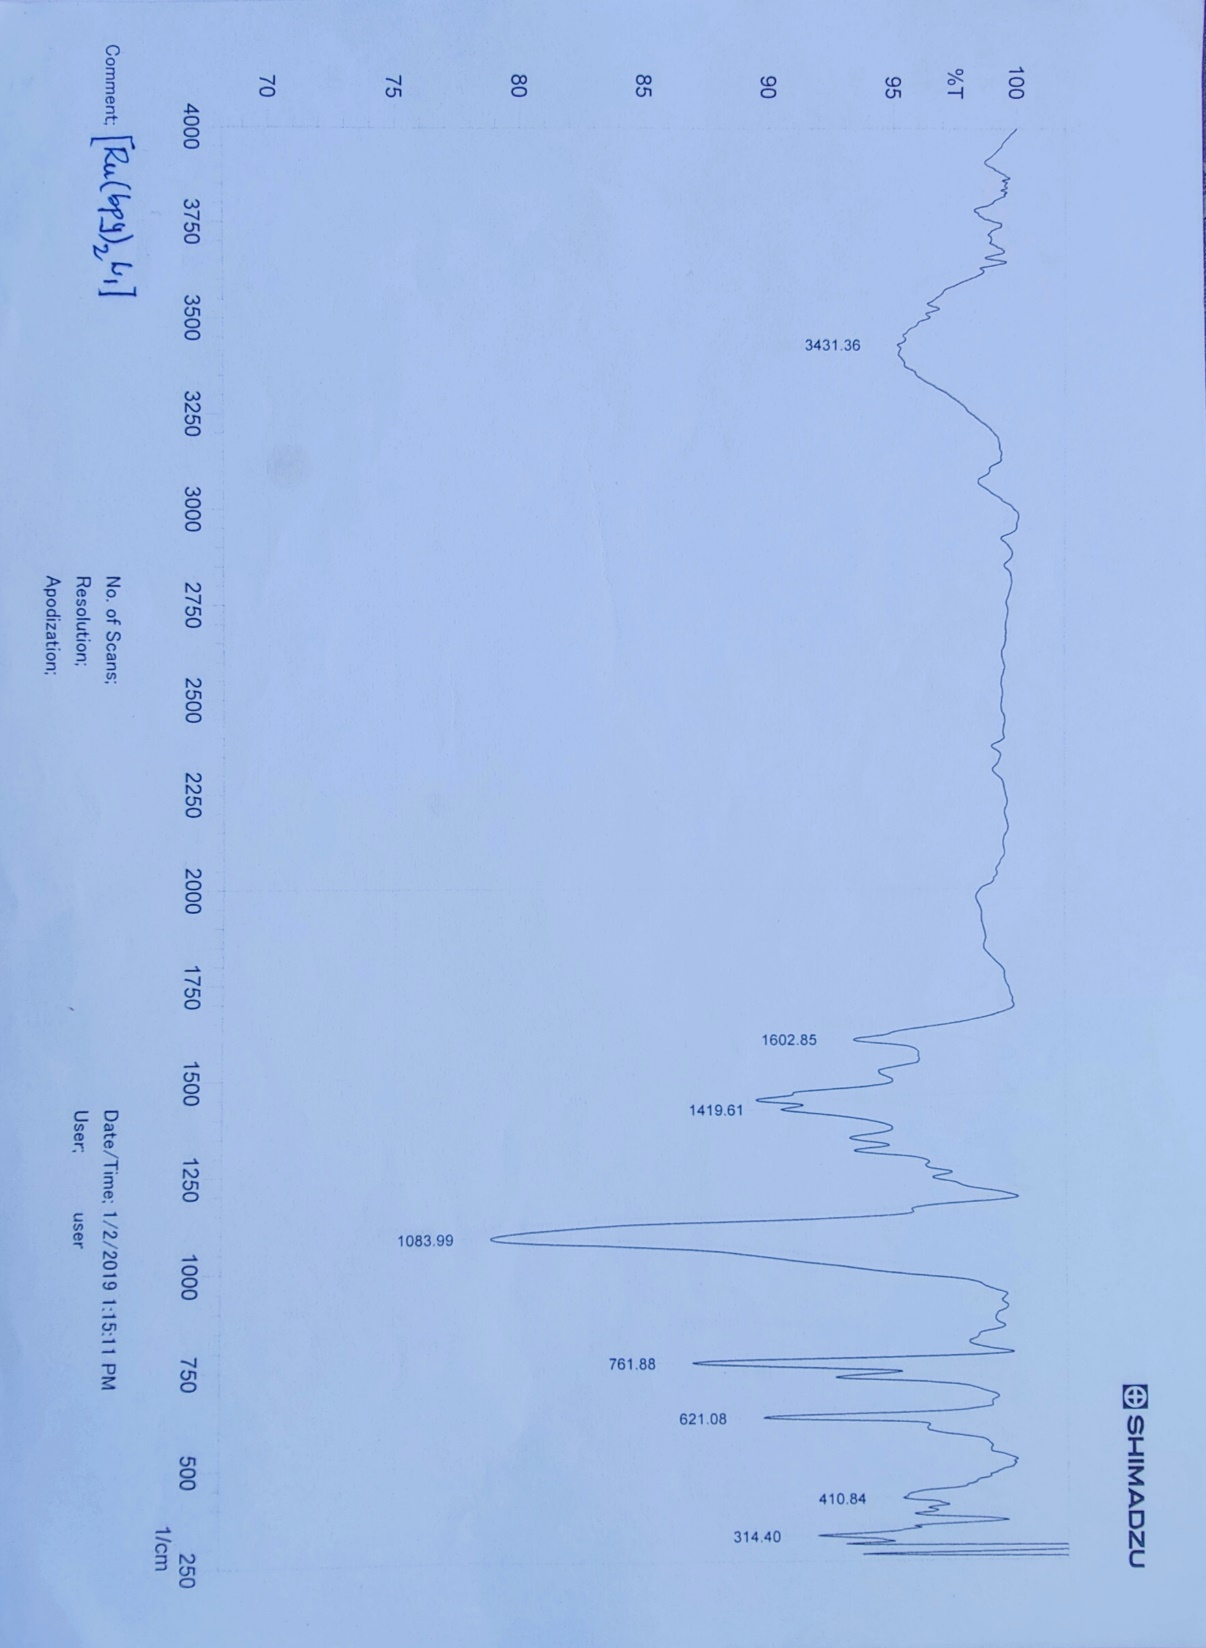 SHIMADZU
100
%T
95
90
85
80
75
70
3431.36
1602.85
1419.61
1083.99
761.88
621.08
410.84
314.40
4000 3750 3500 3250 3000 2750 2500 2250 2000 1750 1500 1250 1000 750 500 250
1/cm
Comment; [Ru(bpy)₂L₁]
No. of Scans;
Resolution;
Apodization;
Date/Time; 1/2/2019 1:15:11 PM
User; user